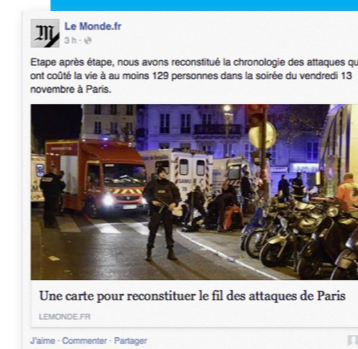 Le Monde.fr
3 h
Etape après étape, nous avons reconstitué la chronologie des attaques
ont coûté la vie à au moins 129 personnes dans la soirée du vendredi 13
novembre à Paris.
Une carte pour reconstituer le fil des attaques de Paris
LEMONDE.FR
J'aime · Commenter · Partager